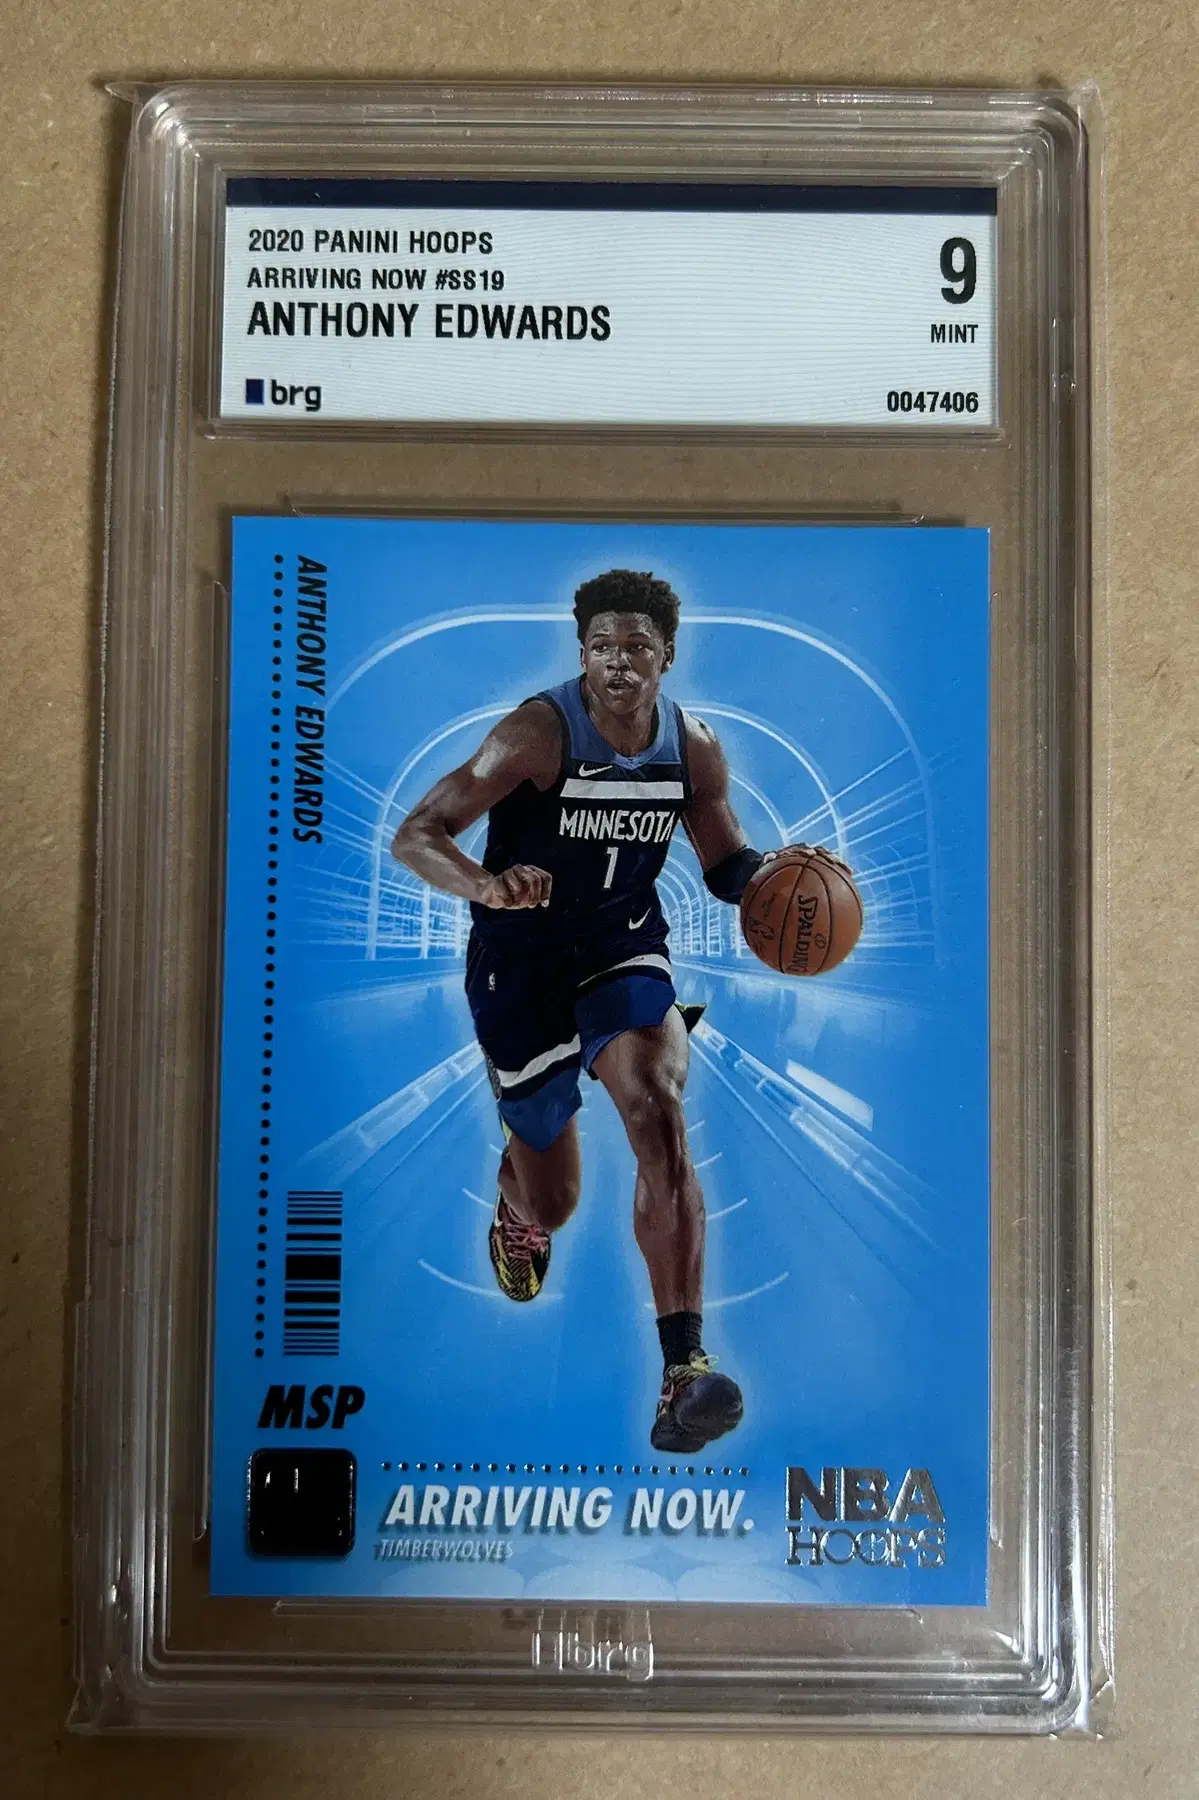 2020 PANINI HOOPS
ARRIVING NOW #SS19
ANTHONY EDWARDS
9
MINT
brg
0047406
ANTHONY EDWARDS
MINNESOTA
1
SPALDING
MSP
1
ARRIVING NOW.
TIMBERWOLVES
NBA
HOOPS
brg